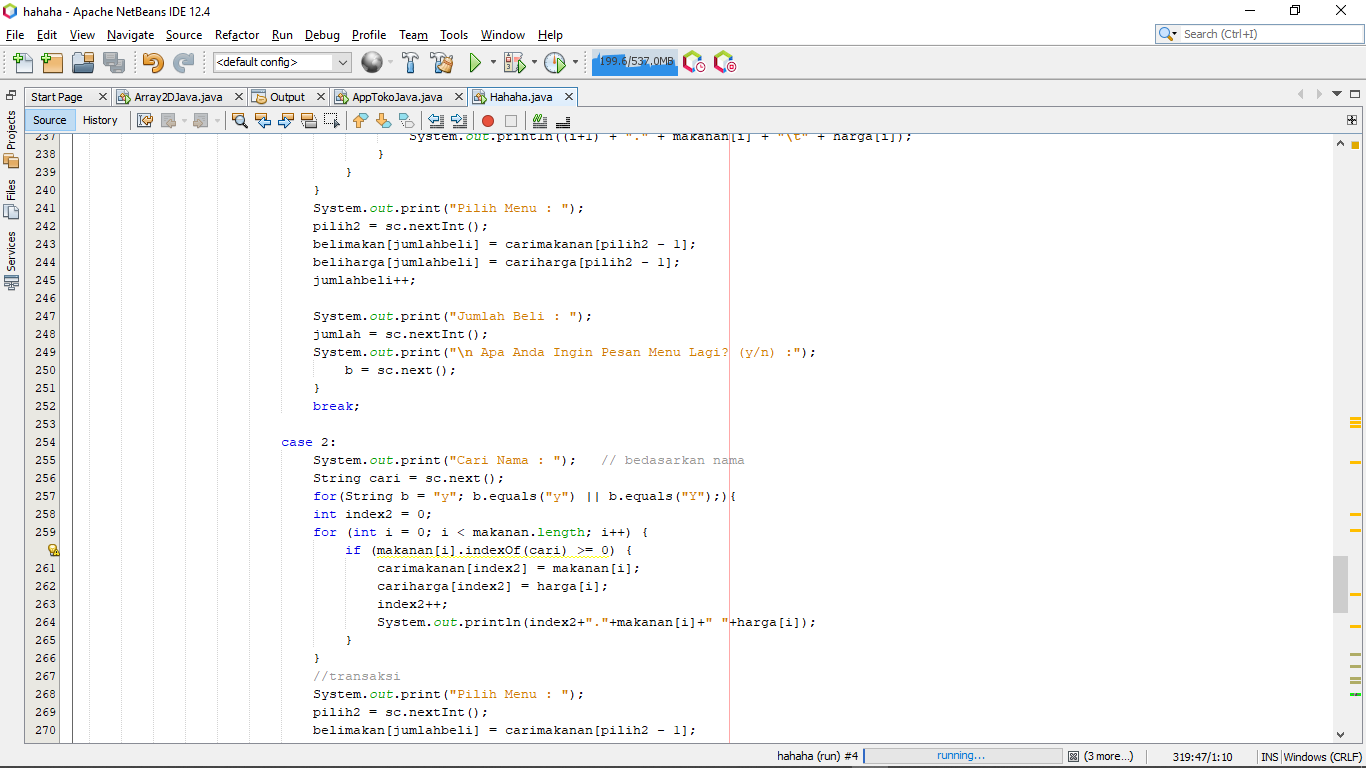 hahaha - Apache NetBeans IDE 12.4
File Edit View Navigate Source Refactor Run Debug Profile Team Tools Window Help
Search (Ctrl+I)
<default config>
199.6/537,0MB
Start Page Array2DJava.java Output AppTokoJava.java Hahaha.java
Source History
Projects
Files
Services
237 System.out.println((i+1) + "." + makanan[i] + "\t" + harga[i]);
238 }
239 }
240 }
241 System.out.print("Pilih Menu : ");
242 pilih2 = sc.nextInt();
243 belimakan[jumlahbeli] = carimakanan[pilih2 - 1];
244 beliharga[jumlahbeli] = cariharga[pilih2 - 1];
245 jumlahbeli++;
246
247 System.out.print("Jumlah Beli : ");
248 jumlah = sc.nextInt();
249 System.out.print("\n Apa Anda Ingin Pesan Menu Lagi? (y/n) :");
250 b = sc.next();
251 }
252 break;
253
254 case 2:
255 System.out.print("Cari Nama : "); // bedasarkan nama
256 String cari = sc.next();
257 for(String b = "y"; b.equals("y") || b.equals("Y");){
258 int index2 = 0;
259 for (int i = 0; i < makanan.length; i++) {
if (makanan[i].indexOf(cari) >= 0) {
261 carimakanan[index2] = makanan[i];
262 cariharga[index2] = harga[i];
263 index2++;
264 System.out.println(index2+"."+makanan[i]+" "+harga[i]);
265 }
266 }
267 //transaksi
268 System.out.print("Pilih Menu : ");
269 pilih2 = sc.nextInt();
270 belimakan[jumlahbeli] = carimakanan[pilih2 - 1];
hahaha (run) #4 running... (3 more...) 319:47/1:10 INS Windows (CRLF)